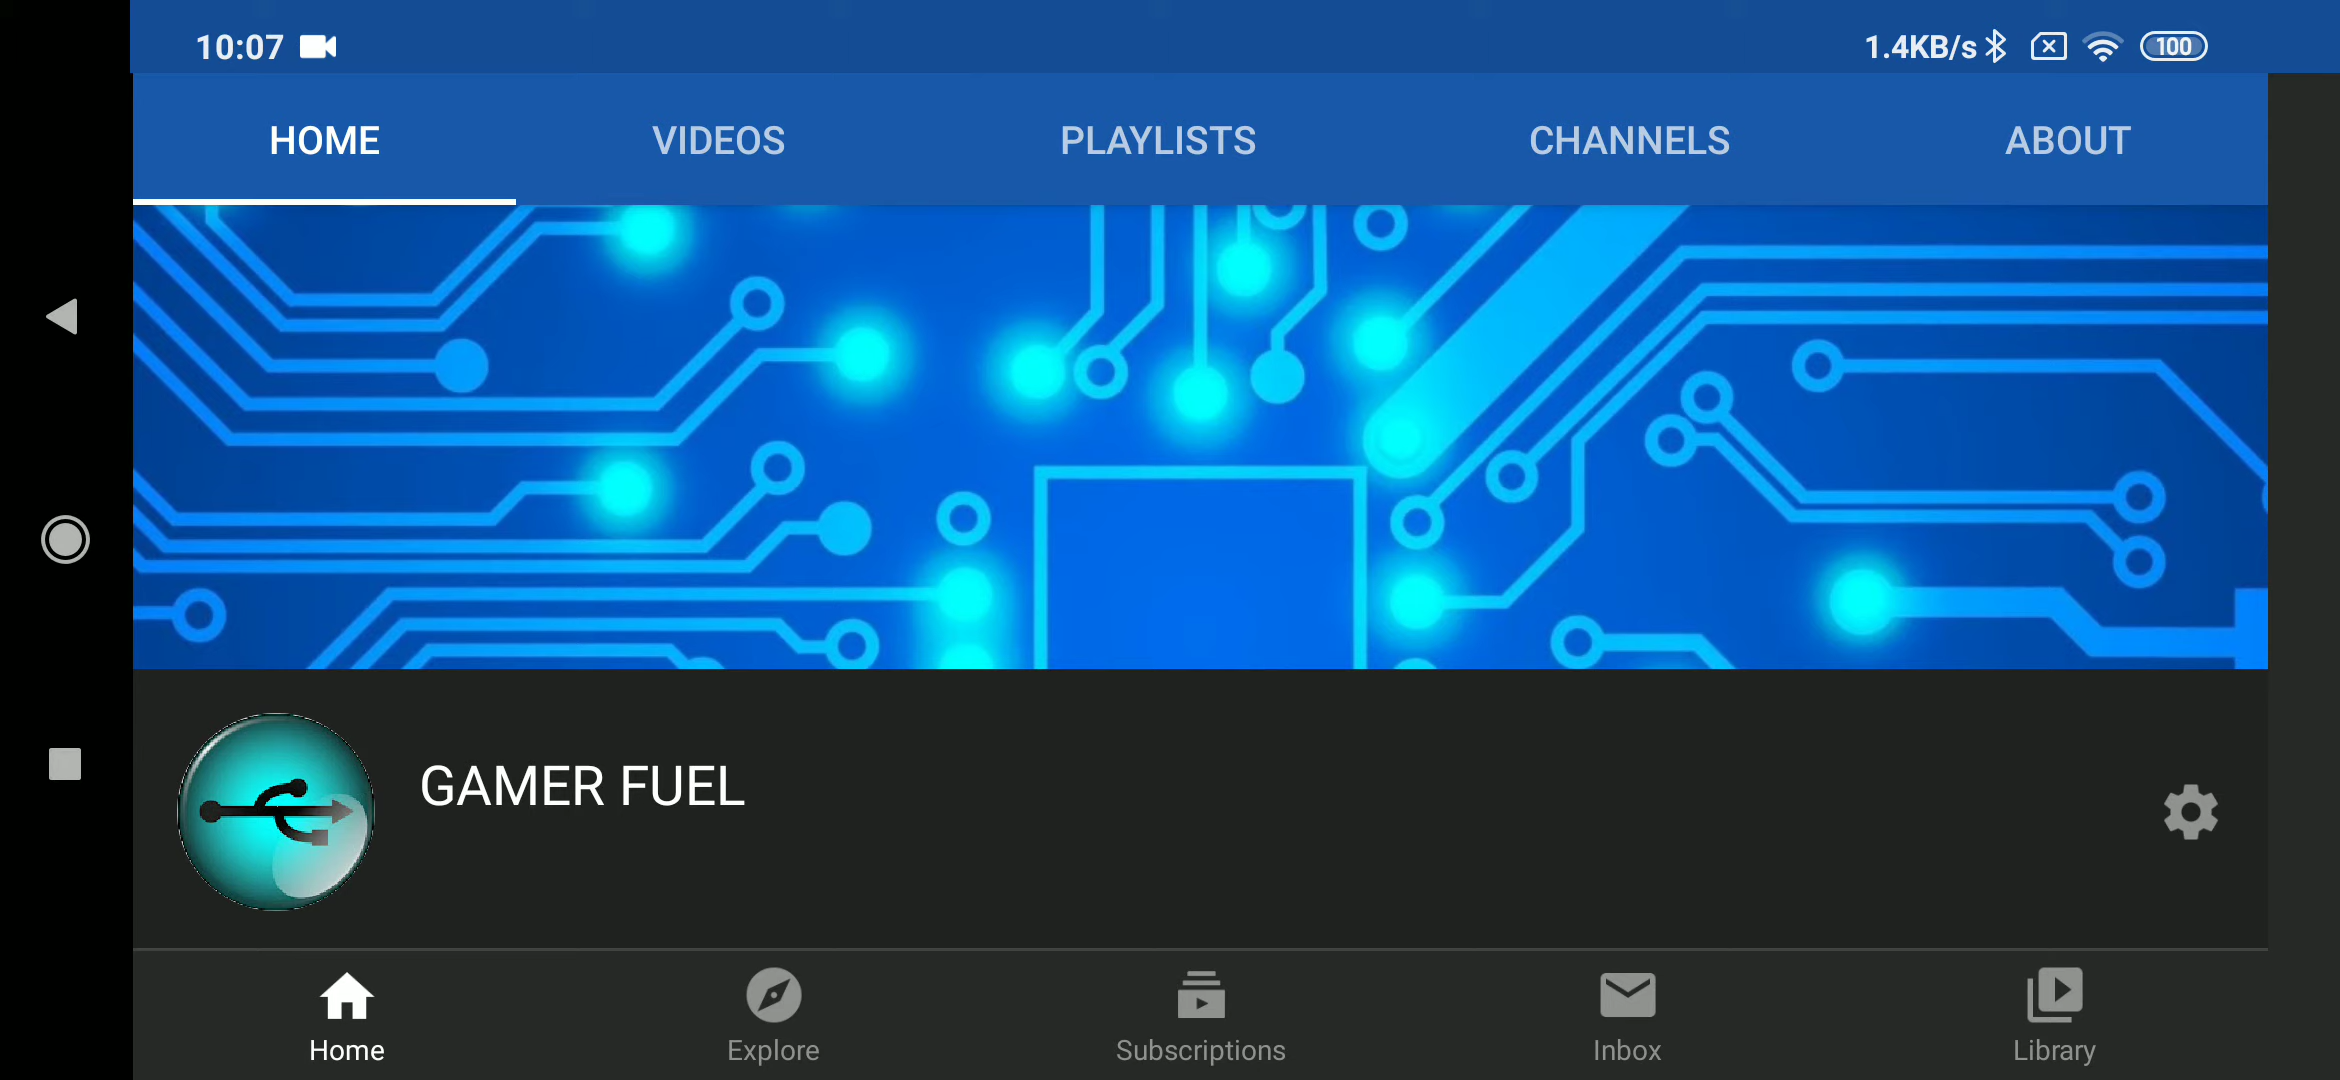 10:07 1.4KB/s 100
HOME VIDEOS PLAYLISTS CHANNELS ABOUT
GAMER FUEL
Home Explore Subscriptions Inbox Library